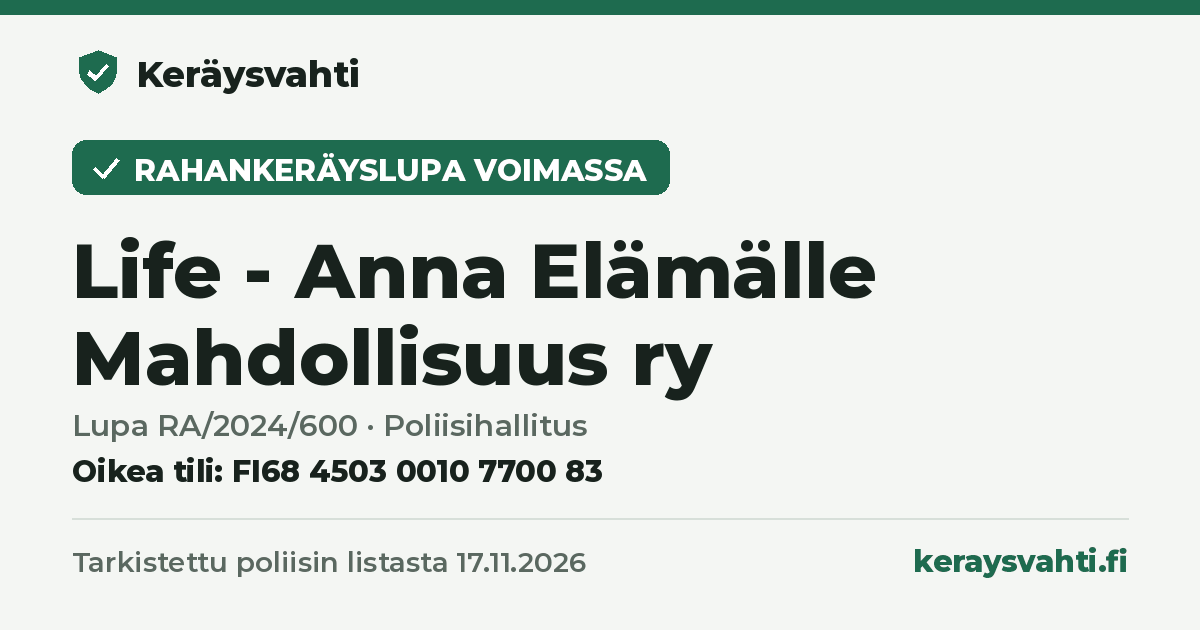 Keräysvahti
RAHANKERÄYSLUPA VOIMASSA
Life - Anna Elämälle
Mahdollisuus ry
Lupa RA/2024/600 · Poliisihallitus
Oikea tili: FI68 4503 0010 7700 83
Tarkistettu poliisin listasta 17.11.2026
keraysvahti.fi